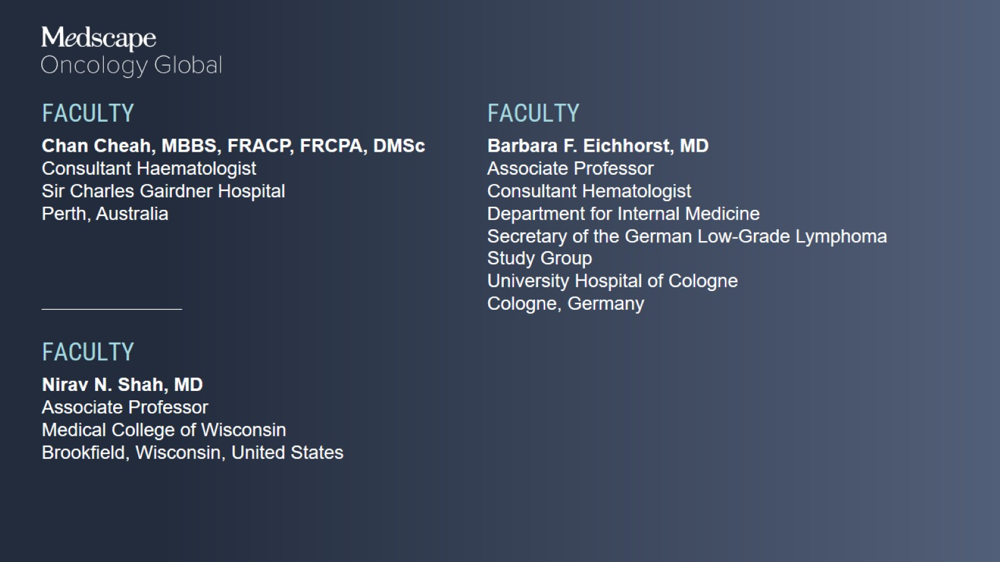 Medscape
Oncology Global
FACULTY
Chan Cheah, MBBS, FRACP, FRCPA, DMSc
Consultant Haematologist
Sir Charles Gairdner Hospital
Perth, Australia
FACULTY
Nirav N. Shah, MD
Associate Professor
Medical College of Wisconsin
Brookfield, Wisconsin, United States
FACULTY
Barbara F. Eichhorst, MD
Associate Professor
Consultant Hematologist
Department for Internal Medicine
Secretary of the German Low-Grade Lymphoma
Study Group
University Hospital of Cologne
Cologne, Germany